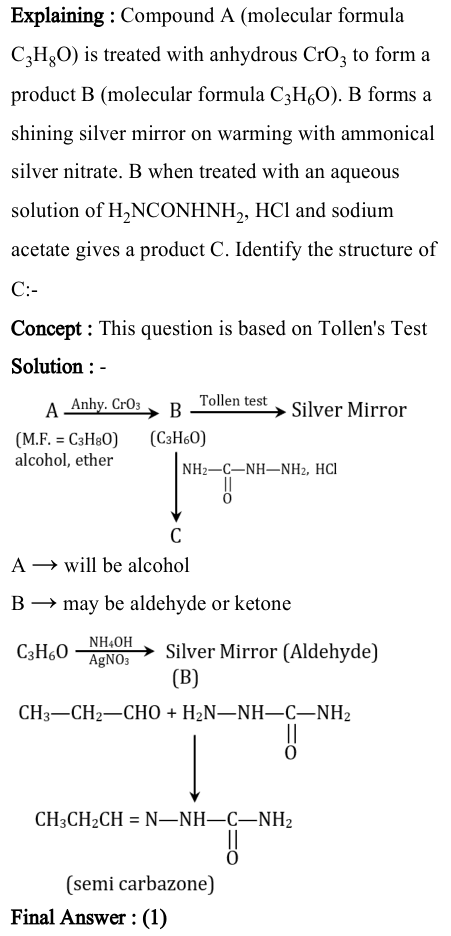 Explaining : Compound A (molecular formula
C₃H₈O) is treated with anhydrous CrO₃ to form a
product B (molecular formula C₃H₆O). B forms a
shining silver mirror on warming with ammonical
silver nitrate. B when treated with an aqueous
solution of H₂NCONHNH₂, HCl and sodium
acetate gives a product C. Identify the structure of
C:-
Concept : This question is based on Tollen's Test
Solution : -
A Anhy. CrO₃ → B Tollen test → Silver Mirror
(M.F. = C₃H₈O) (C₃H₆O)
alcohol, ether
NH₂—C—NH—NH₂, HCl
||
O
C
A → will be alcohol
B → may be aldehyde or ketone
C₃H₆O NH₄OH → Silver Mirror (Aldehyde)
AgNO₃
(B)
CH₃—CH₂—CHO + H₂N—NH—C—NH₂
||
O
CH₃CH₂CH = N—NH—C—NH₂
||
O
(semi carbazone)
Final Answer : (1)